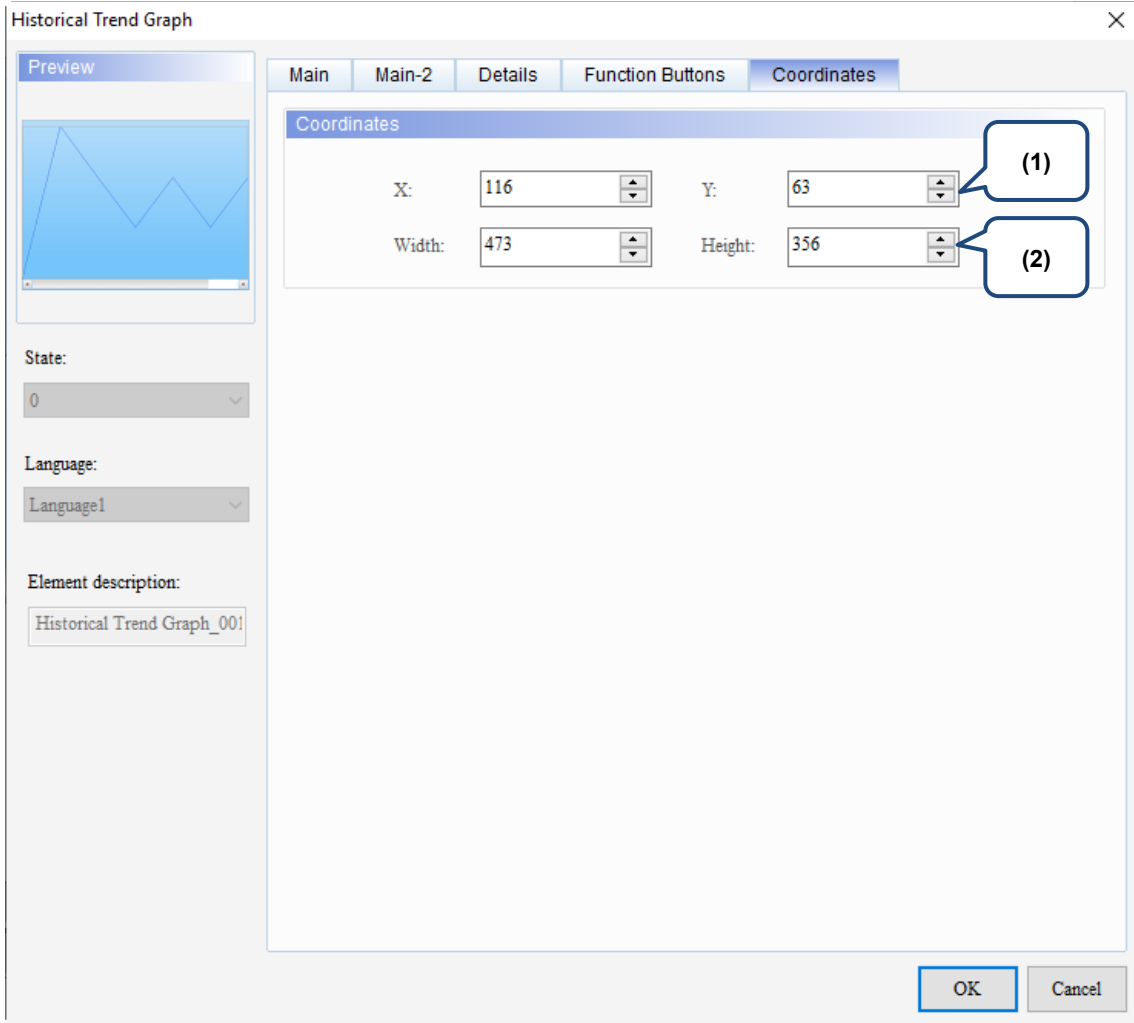 Historical Trend Graph
Preview
Main Main-2 Details Function Buttons Coordinates
Coordinates
X: 116 Y: 63 (1)
Width: 473 Height: 356 (2)
State:
0
Language:
Language1
Element description:
Historical Trend Graph_001
OK Cancel